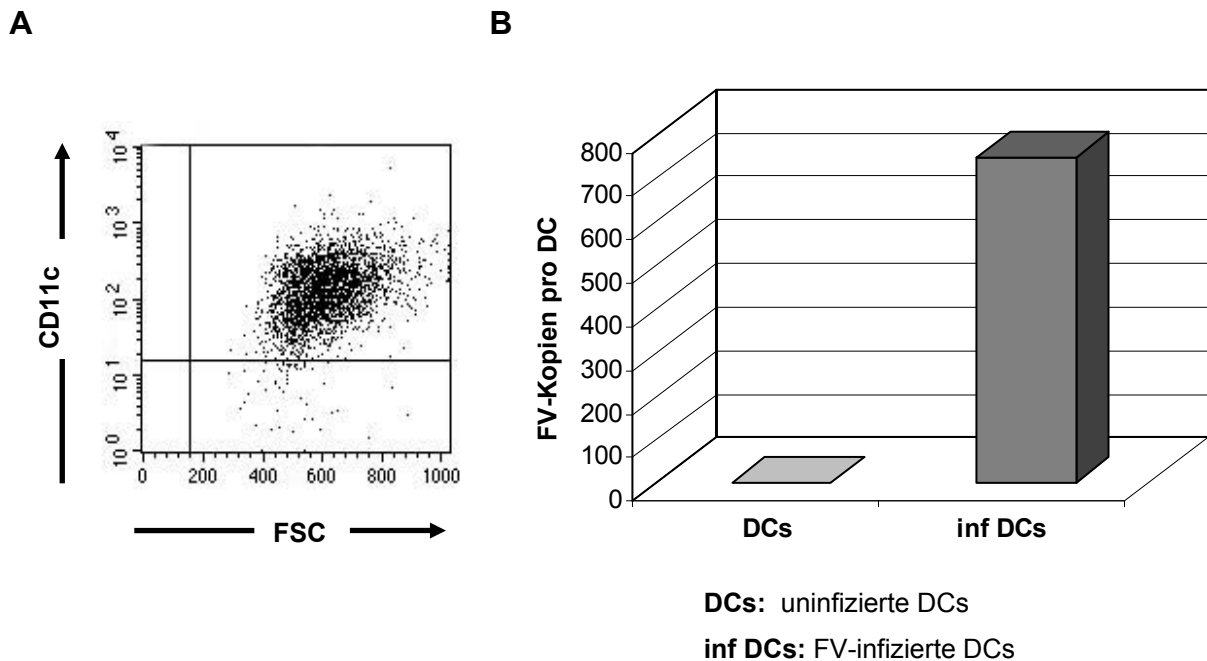 A
CD11c
10^4
10^3
10^2
10^1
10^0
0 200 400 600 800 1000
FSC
B
FV-Kopien pro DC
800
700
600
500
400
300
200
100
0
DCs inf DCs
DCs: uninfizierte DCs
inf DCs: FV-infizierte DCs